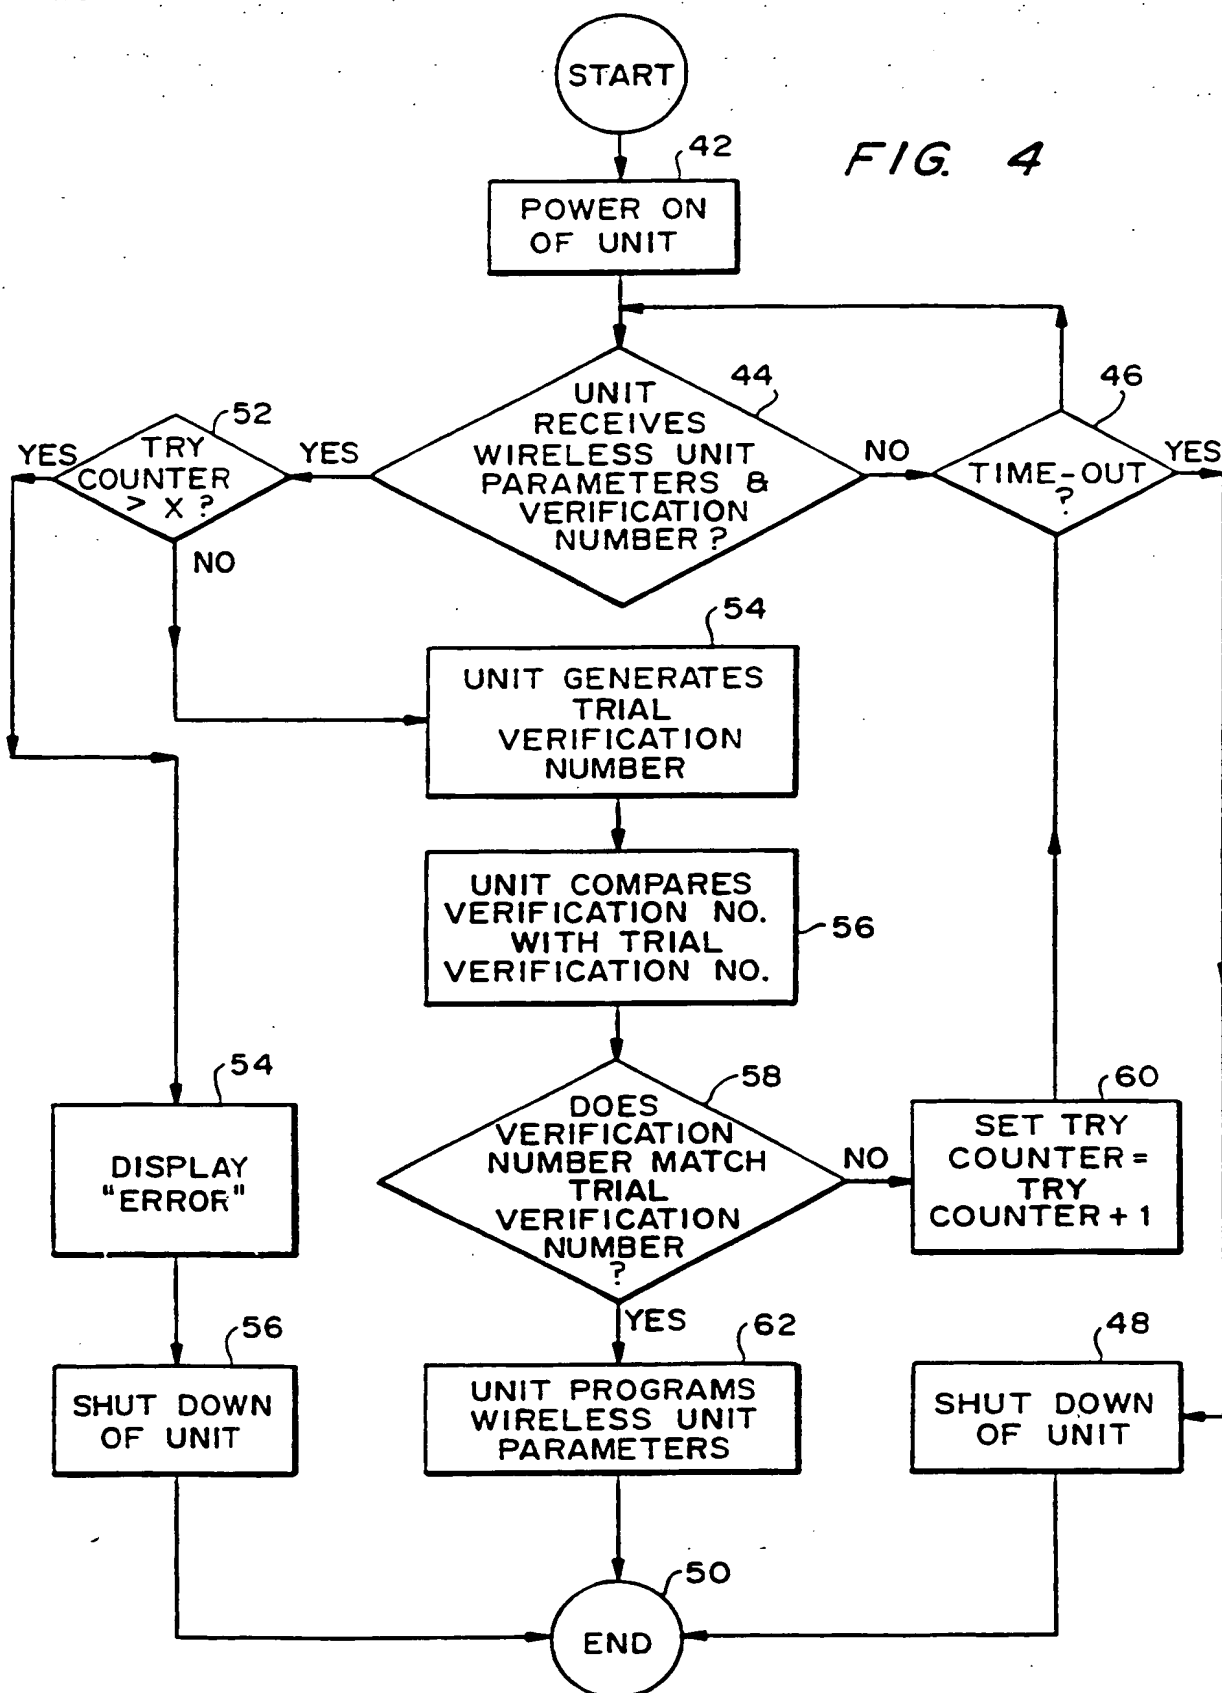 START
FIG. 4
42
POWER ON
OF UNIT
44
UNIT
RECEIVES
WIRELESS UNIT
PARAMETERS &
VERIFICATION
NUMBER?
46
TIME-OUT
?
YES
NO
52
TRY
COUNTER
> X?
YES
YES
NO
54
UNIT GENERATES
TRIAL
VERIFICATION
NUMBER
UNIT COMPARES
VERIFICATION NO.
WITH TRIAL
VERIFICATION NO.
56
58
DOES
VERIFICATION
NUMBER MATCH
TRIAL
VERIFICATION
NUMBER
?
NO
YES
60
SET TRY
COUNTER =
TRY
COUNTER + 1
54
DISPLAY
"ERROR"
56
SHUT DOWN
OF UNIT
62
UNIT PROGRAMS
WIRELESS UNIT
PARAMETERS
48
SHUT DOWN
OF UNIT
50
END